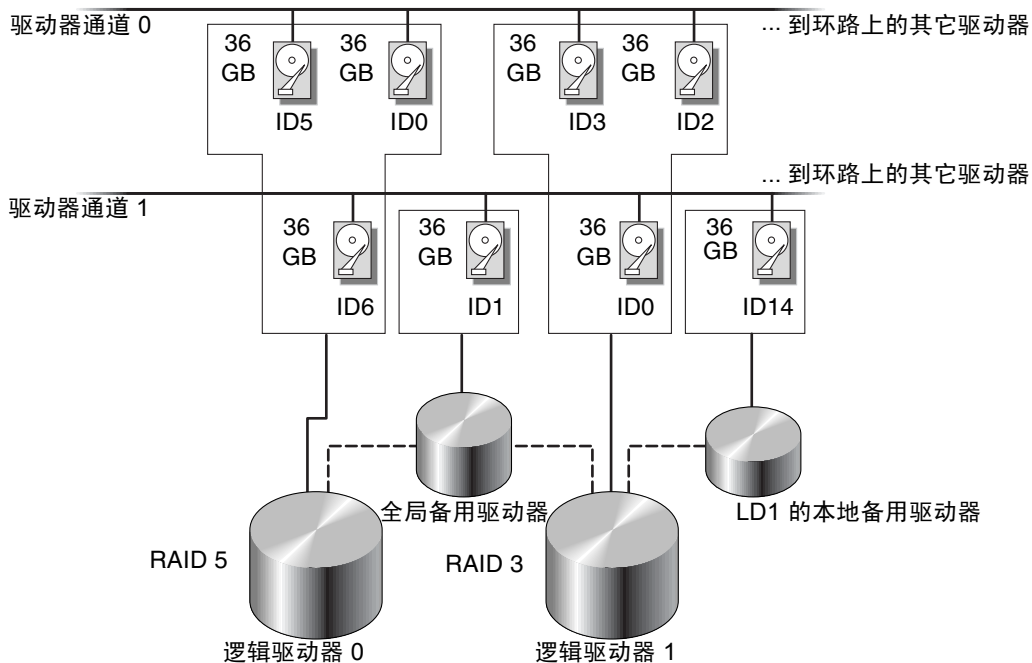 驱动器通道 0
... 到环路上的其它驱动器
36 GB
36 GB
36 GB
36 GB
ID5
ID0
ID3
ID2
... 到环路上的其它驱动器
驱动器通道 1
36 GB
36 GB
36 GB
36 GB
ID6
ID1
ID0
ID14
全局备用驱动器
LD1 的本地备用驱动器
RAID 5
RAID 3
逻辑驱动器 0
逻辑驱动器 1